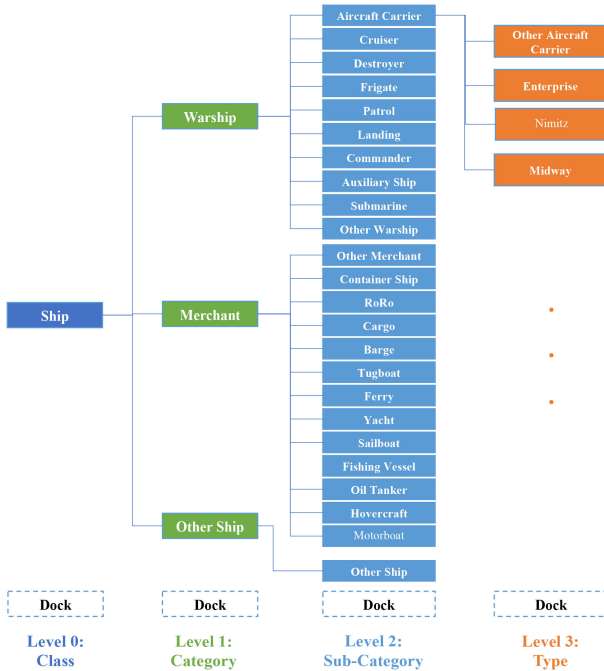 Ship
Warship
Merchant
Other Ship
Aircraft Carrier
Cruiser
Destroyer
Frigate
Patrol
Landing
Commander
Auxiliary Ship
Submarine
Other Warship
Other Merchant
Container Ship
RoRo
Cargo
Barge
Tugboat
Ferry
Yacht
Sailboat
Fishing Vessel
Oil Tanker
Hovercraft
Motorboat
Other Ship
Other Aircraft
Carrier
Enterprise
Nimitz
Midway
Dock
Dock
Dock
Dock
Level 0:
Class
Level 1:
Category
Level 2:
Sub-Category
Level 3:
Type